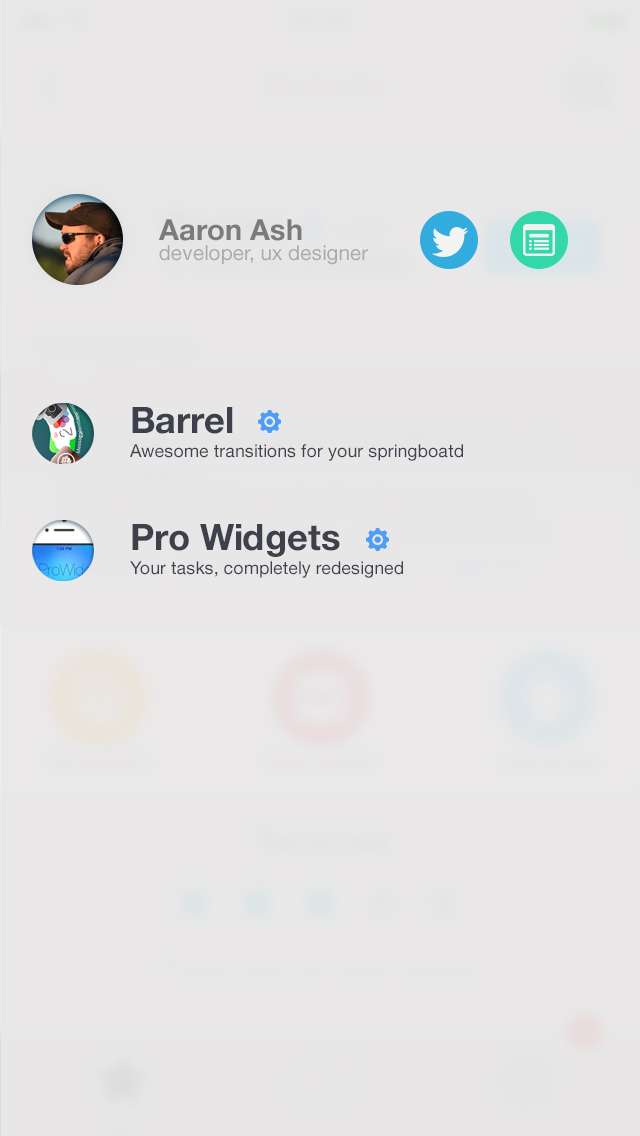 Aaron Ash
developer, ux designer
Barrel
Awesome transitions for your springboatd
Pro Widgets
Your tasks, completely redesigned